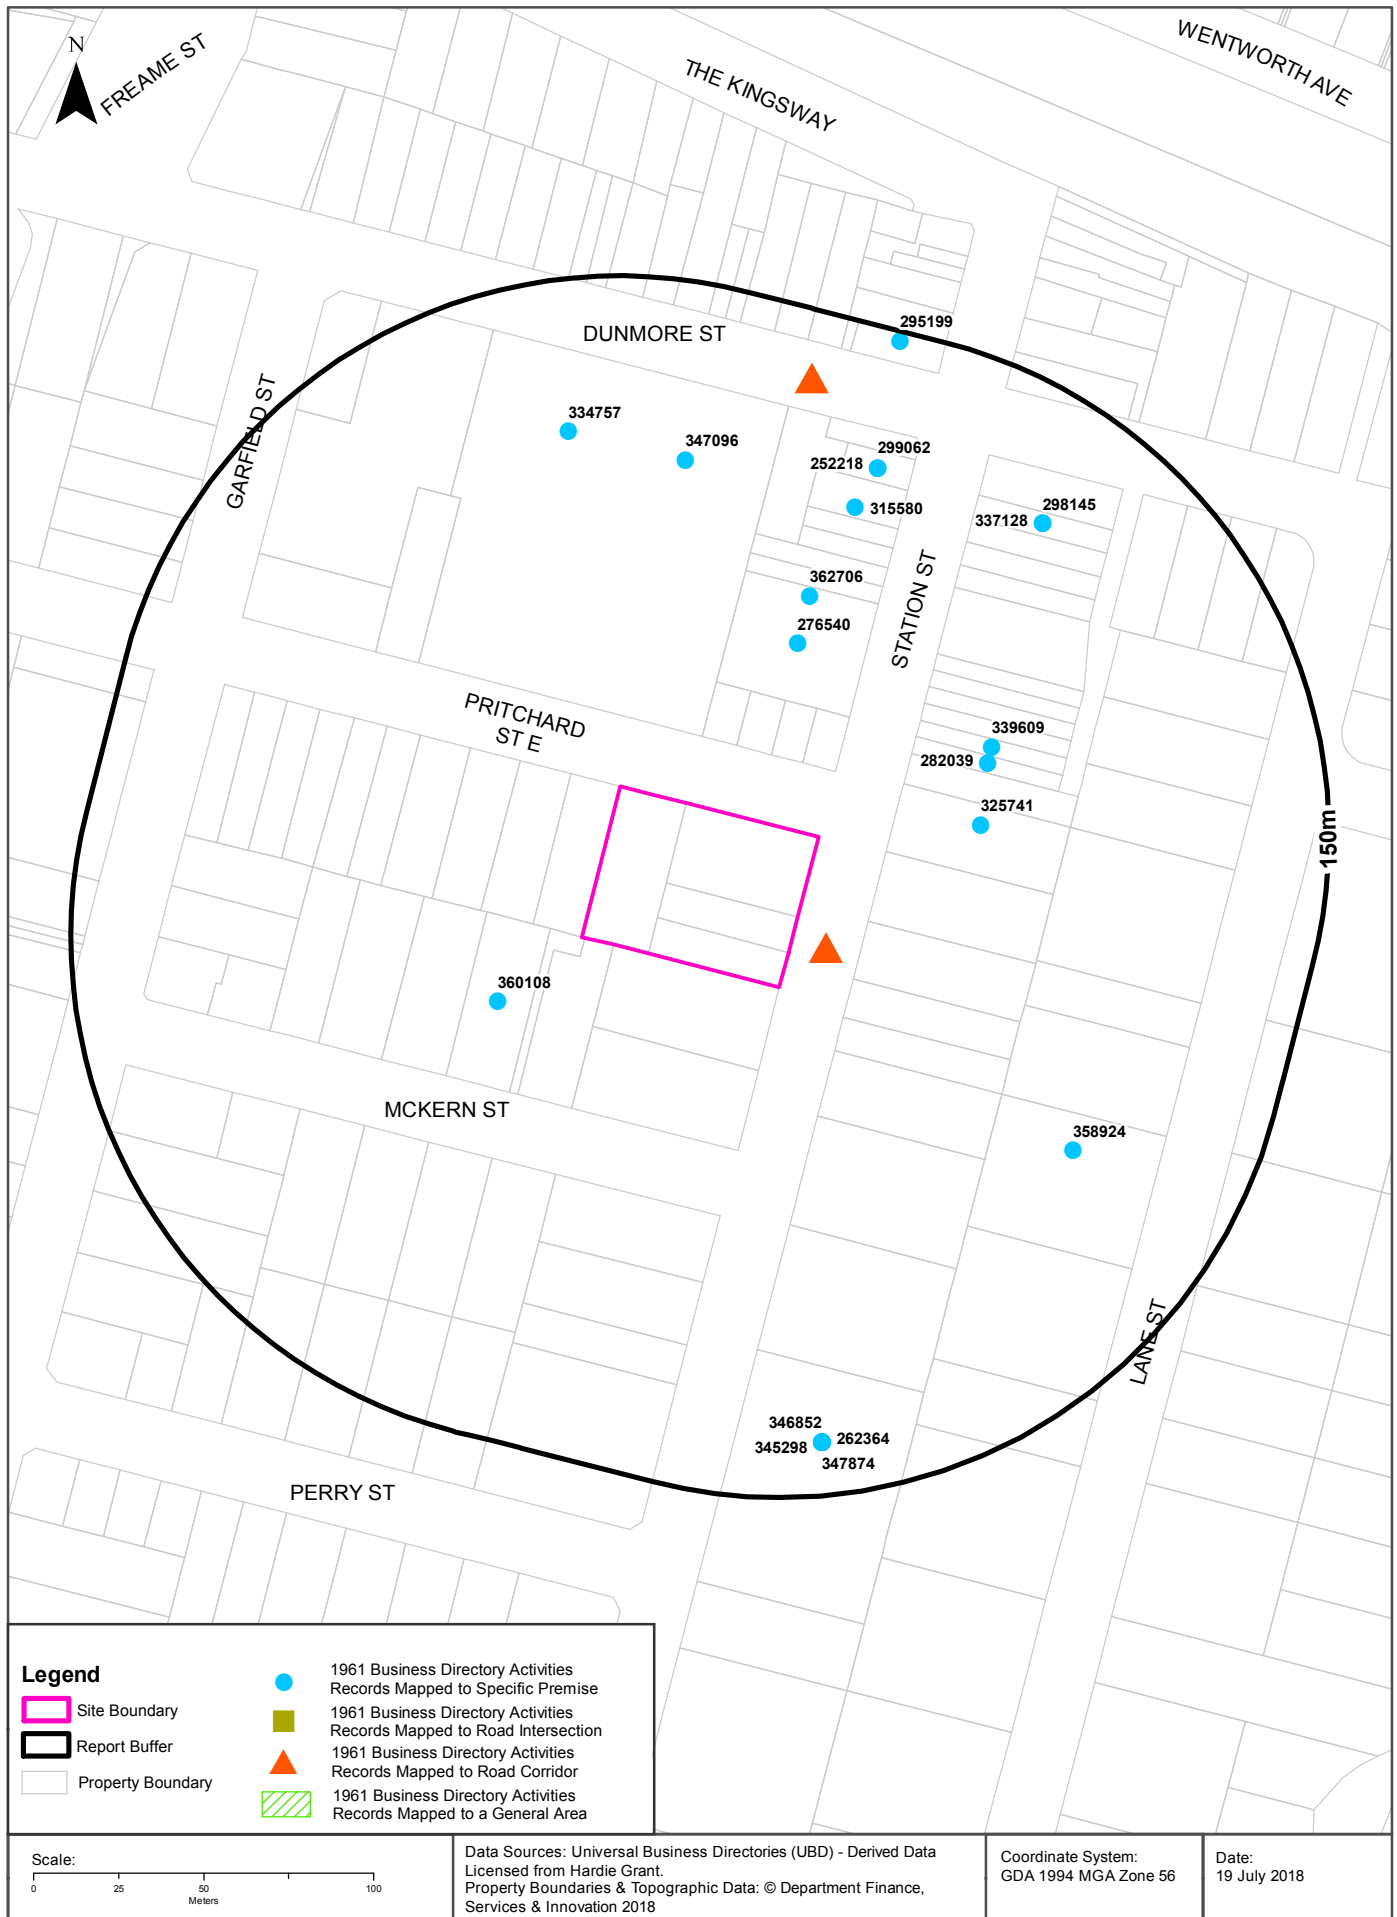 N
FREAME ST
THE KINGSWAY
WENTWORTH AVE
295199
DUNMORE ST
GARFIELD ST
334757
347096
299062
252218
315580
298145
337128
362706
276540
STATION ST
PRITCHARD
ST E
339609
282039
325741
150m
360108
MCKERN ST
358924
LANE ST
346852
262364
345298
347874
PERRY ST
Legend
Site Boundary
Report Buffer
Property Boundary
1961 Business Directory Activities
Records Mapped to Specific Premise
1961 Business Directory Activities
Records Mapped to Road Intersection
1961 Business Directory Activities
Records Mapped to Road Corridor
1961 Business Directory Activities
Records Mapped to a General Area
Scale:
0 25 50 100
Meters
Data Sources: Universal Business Directories (UBD) - Derived Data
Licensed from Hardie Grant.
Property Boundaries & Topographic Data: © Department Finance,
Services & Innovation 2018
Coordinate System:
GDA 1994 MGA Zone 56
Date:
19 July 2018